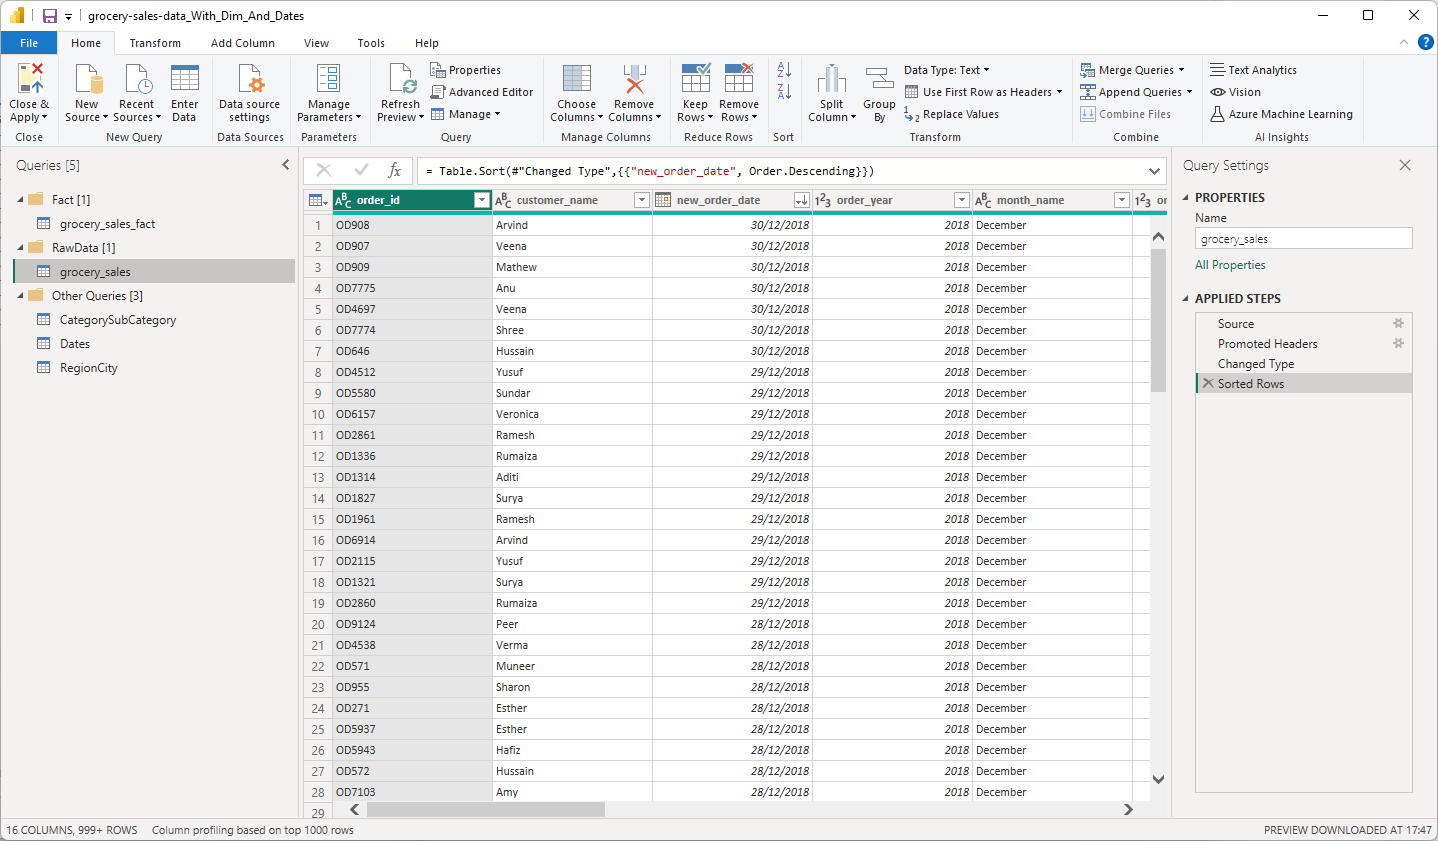 grocery-sales-data_With_Dim_And_Dates
File Home Transform Add Column View Tools Help
Close & Apply
Close
New Source
Recent Sources
Enter Data
New Query
Data source settings
Data Sources
Manage Parameters
Parameters
Refresh Preview
Properties
Advanced Editor
Manage
Query
Choose Columns
Remove Columns
Manage Columns
Keep Rows
Remove Rows
Reduce Rows
Sort
Split Column
Group By
Data Type: Text
Use First Row as Headers
Replace Values
Transform
Merge Queries
Append Queries
Combine Files
Combine
Text Analytics
Vision
Azure Machine Learning
AI Insights
Queries [5]
Fact [1]
grocery_sales_fact
RawData [1]
grocery_sales
Other Queries [3]
CategorySubCategory
Dates
RegionCity
= Table.Sort(#"Changed Type",{{"new_order_date", Order.Descending}})
order_id customer_name new_order_date order_year month_name or
1 OD908 Arvind 30/12/2018 2018 December
2 OD907 Veena 30/12/2018 2018 December
3 OD909 Mathew 30/12/2018 2018 December
4 OD7775 Anu 30/12/2018 2018 December
5 OD4697 Veena 30/12/2018 2018 December
6 OD7774 Shree 30/12/2018 2018 December
7 OD646 Hussain 30/12/2018 2018 December
8 OD4512 Yusuf 29/12/2018 2018 December
9 OD5580 Sundar 29/12/2018 2018 December
10 OD6157 Veronica 29/12/2018 2018 December
11 OD2861 Ramesh 29/12/2018 2018 December
12 OD1336 Rumaiza 29/12/2018 2018 December
13 OD1314 Aditi 29/12/2018 2018 December
14 OD1827 Surya 29/12/2018 2018 December
15 OD1961 Ramesh 29/12/2018 2018 December
16 OD6914 Arvind 29/12/2018 2018 December
17 OD2115 Yusuf 29/12/2018 2018 December
18 OD1321 Surya 29/12/2018 2018 December
19 OD2860 Rumaiza 29/12/2018 2018 December
20 OD9124 Peer 28/12/2018 2018 December
21 OD4538 Verma 28/12/2018 2018 December
22 OD571 Muneer 28/12/2018 2018 December
23 OD955 Sharon 28/12/2018 2018 December
24 OD271 Esther 28/12/2018 2018 December
25 OD5937 Esther 28/12/2018 2018 December
26 OD5943 Hafiz 28/12/2018 2018 December
27 OD572 Hussain 28/12/2018 2018 December
28 OD7103 Amy 28/12/2018 2018 December
29
Query Settings
PROPERTIES
Name
grocery_sales
All Properties
APPLIED STEPS
Source
Promoted Headers
Changed Type
Sorted Rows
16 COLUMNS, 999+ ROWS Column profiling based on top 1000 rows
PREVIEW DOWNLOADED AT 17:47